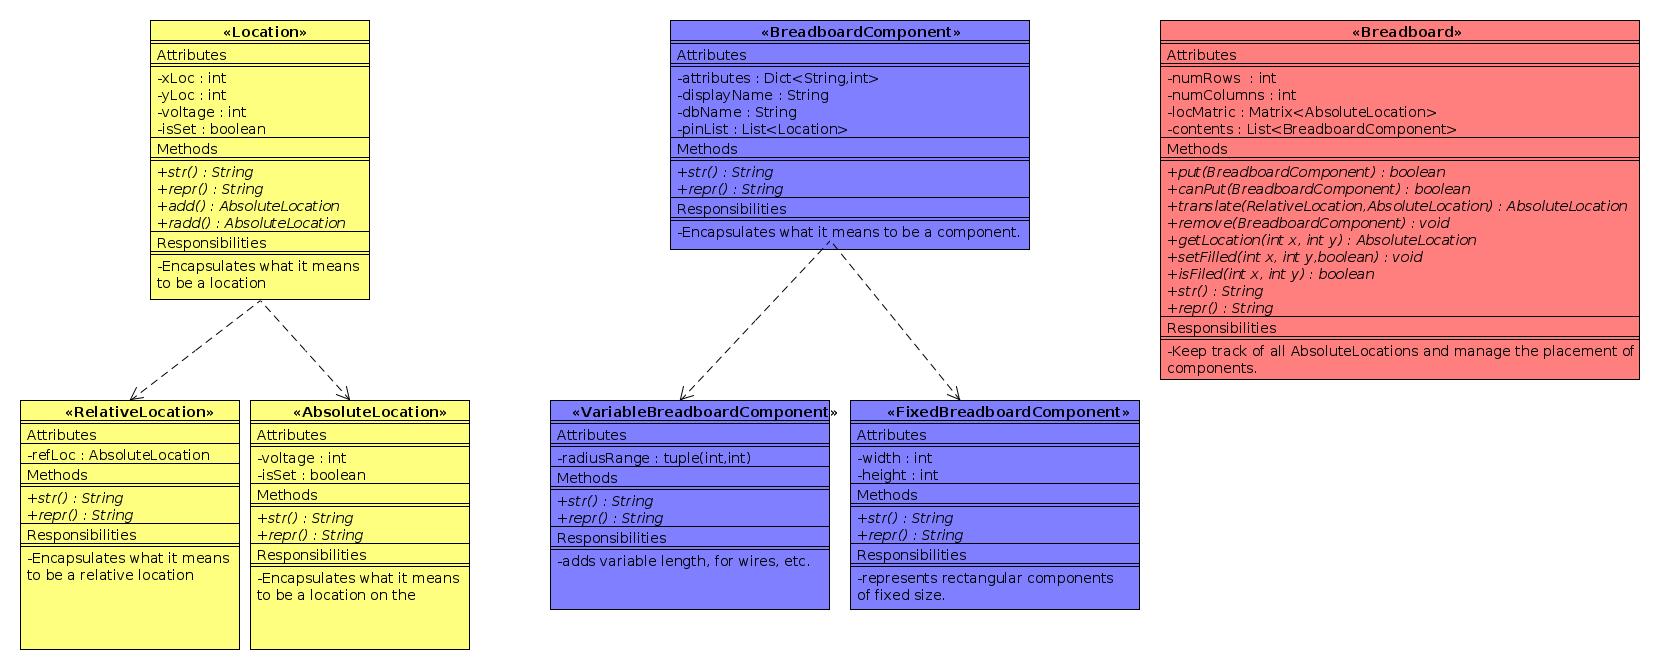 «Location»
Attributes
-xLoc : int
-yLoc : int
-voltage : int
-isSet : boolean
Methods
+str() : String
+repr() : String
+add() : AbsoluteLocation
+radd() : AbsoluteLocation
Responsibilities
-Encapsulates what it means
to be a location
«BreadboardComponent»
Attributes
-attributes : Dict<String,int>
-displayName : String
-dbName : String
-pinList : List<Location>
Methods
+str() : String
+repr() : String
Responsibilities
-Encapsulates what it means to be a component.
«Breadboard»
Attributes
-numRows  : int
-numColumns : int
-locMatric : Matrix<AbsoluteLocation>
-contents : List<BreadboardComponent>
Methods
+put(BreadboardComponent) : boolean
+canPut(BreadboardComponent) : boolean
+translate(RelativeLocation,AbsoluteLocation) : AbsoluteLocation
+remove(BreadboardComponent) : void
+getLocation(int x, int y) : AbsoluteLocation
+setFilled(int x, int y,boolean) : void
+isFiled(int x, int y) : boolean
+str() : String
+repr() : String
Responsibilities
-Keep track of all AbsoluteLocations and manage the placement of
components.
«RelativeLocation»
Attributes
-refLoc : AbsoluteLocation
Methods
+str() : String
+repr() : String
Responsibilities
-Encapsulates what it means
to be a relative location
«AbsoluteLocation»
Attributes
-voltage : int
-isSet : boolean
Methods
+str() : String
+repr() : String
Responsibilities
-Encapsulates what it means
to be a location on the
«VariableBreadboardComponent»
Attributes
-radiusRange : tuple(int,int)
Methods
+str() : String
+repr() : String
Responsibilities
-adds variable length, for wires, etc.
«FixedBreadboardComponent»
Attributes
-width : int
-height : int
Methods
+str() : String
+repr() : String
Responsibilities
-represents rectangular components
of fixed size.